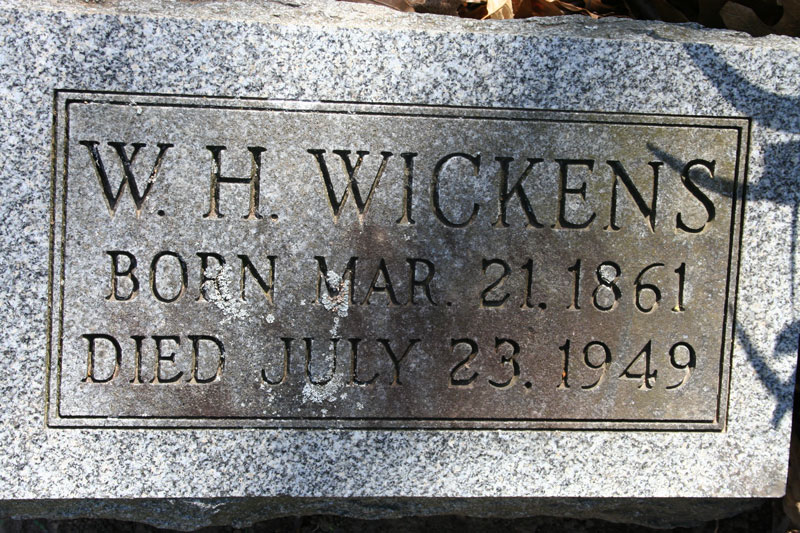 W. H. WICKENS
BORN MAR. 21. 1861
DIED JULY 23. 1949